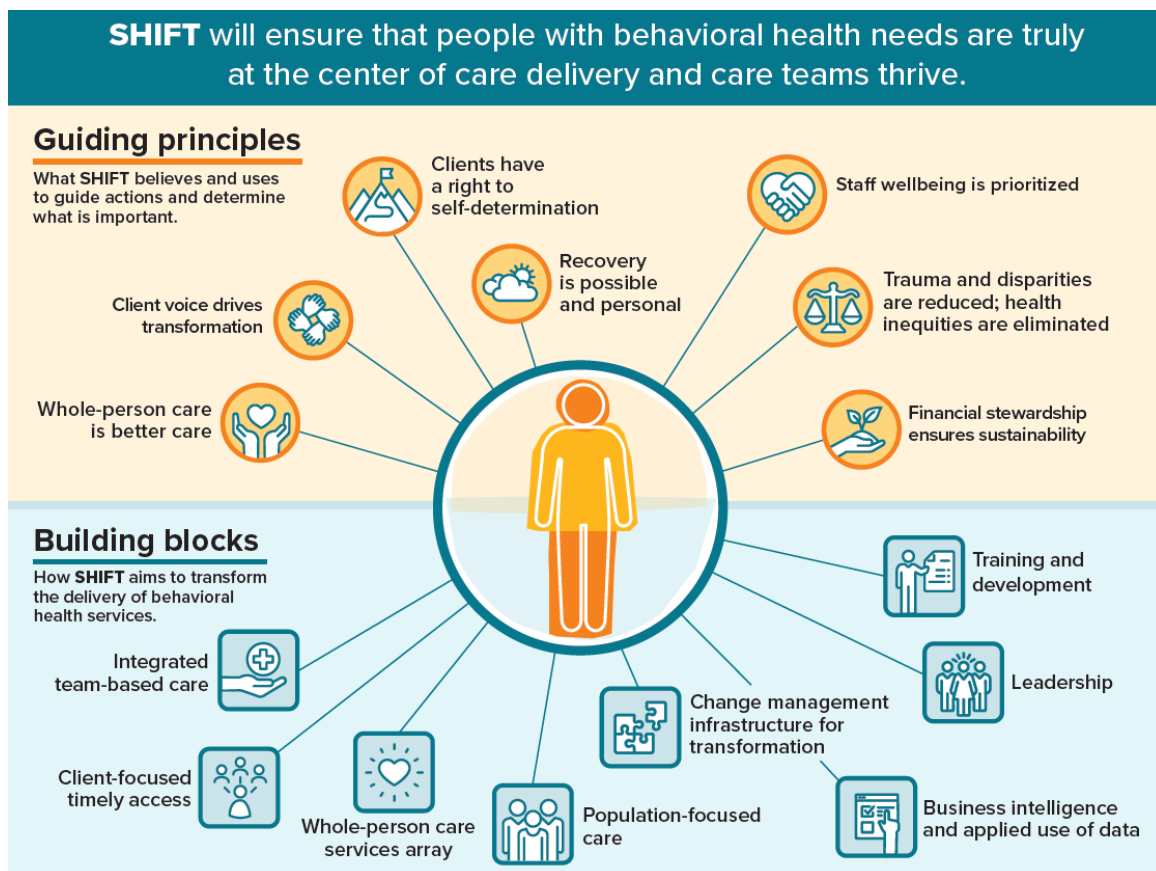 SHIFT will ensure that people with behavioral health needs are truly
at the center of care delivery and care teams thrive.
Guiding principles
What SHIFT believes and uses
to guide actions and determine
what is important.
Clients have
a right to
self-determination
Staff wellbeing is prioritized
Recovery
is possible
and personal
Client voice drives
transformation
Trauma and disparities
are reduced; health
inequities are eliminated
Whole-person care
is better care
Financial stewardship
ensures sustainability
Building blocks
How SHIFT aims to transform
the delivery of behavioral
health services.
Training and
development
Integrated
team-based care
Leadership
Change management
infrastructure for
transformation
Client-focused
timely access
Whole-person care
services array
Population-focused
care
Business intelligence
and applied use of data